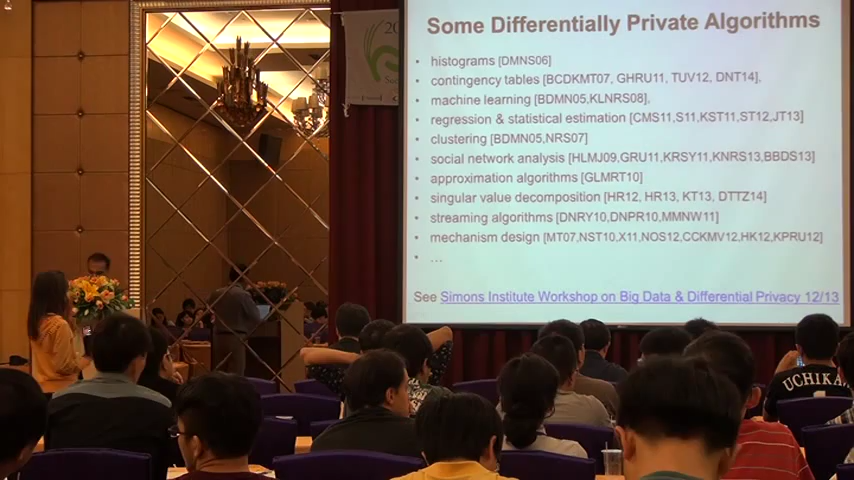 20
Some Differentially Private Algorithms
• histograms [DMNS06]
• contingency tables [BCDKMT07, GHRU11, TUV12, DNT14],
• machine learning [BDMN05,KLNRS08],
• regression & statistical estimation [CMS11,S11,KST11,ST12,JT13]
• clustering [BDMN05,NRS07]
• social network analysis [HLMJ09,GRU11,KRSY11,KNRS13,BBDS13]
• approximation algorithms [GLMRT10]
• singular value decomposition [HR12, HR13, KT13, DTTZ14]
• streaming algorithms [DNRY10,DNPR10,MMNW11]
• mechanism design [MT07,NST10,X11,NOS12,CCKMV12,HK12,KPRU12]
• ...
See Simons Institute Workshop on Big Data & Differential Privacy 12/13
UCHIKA